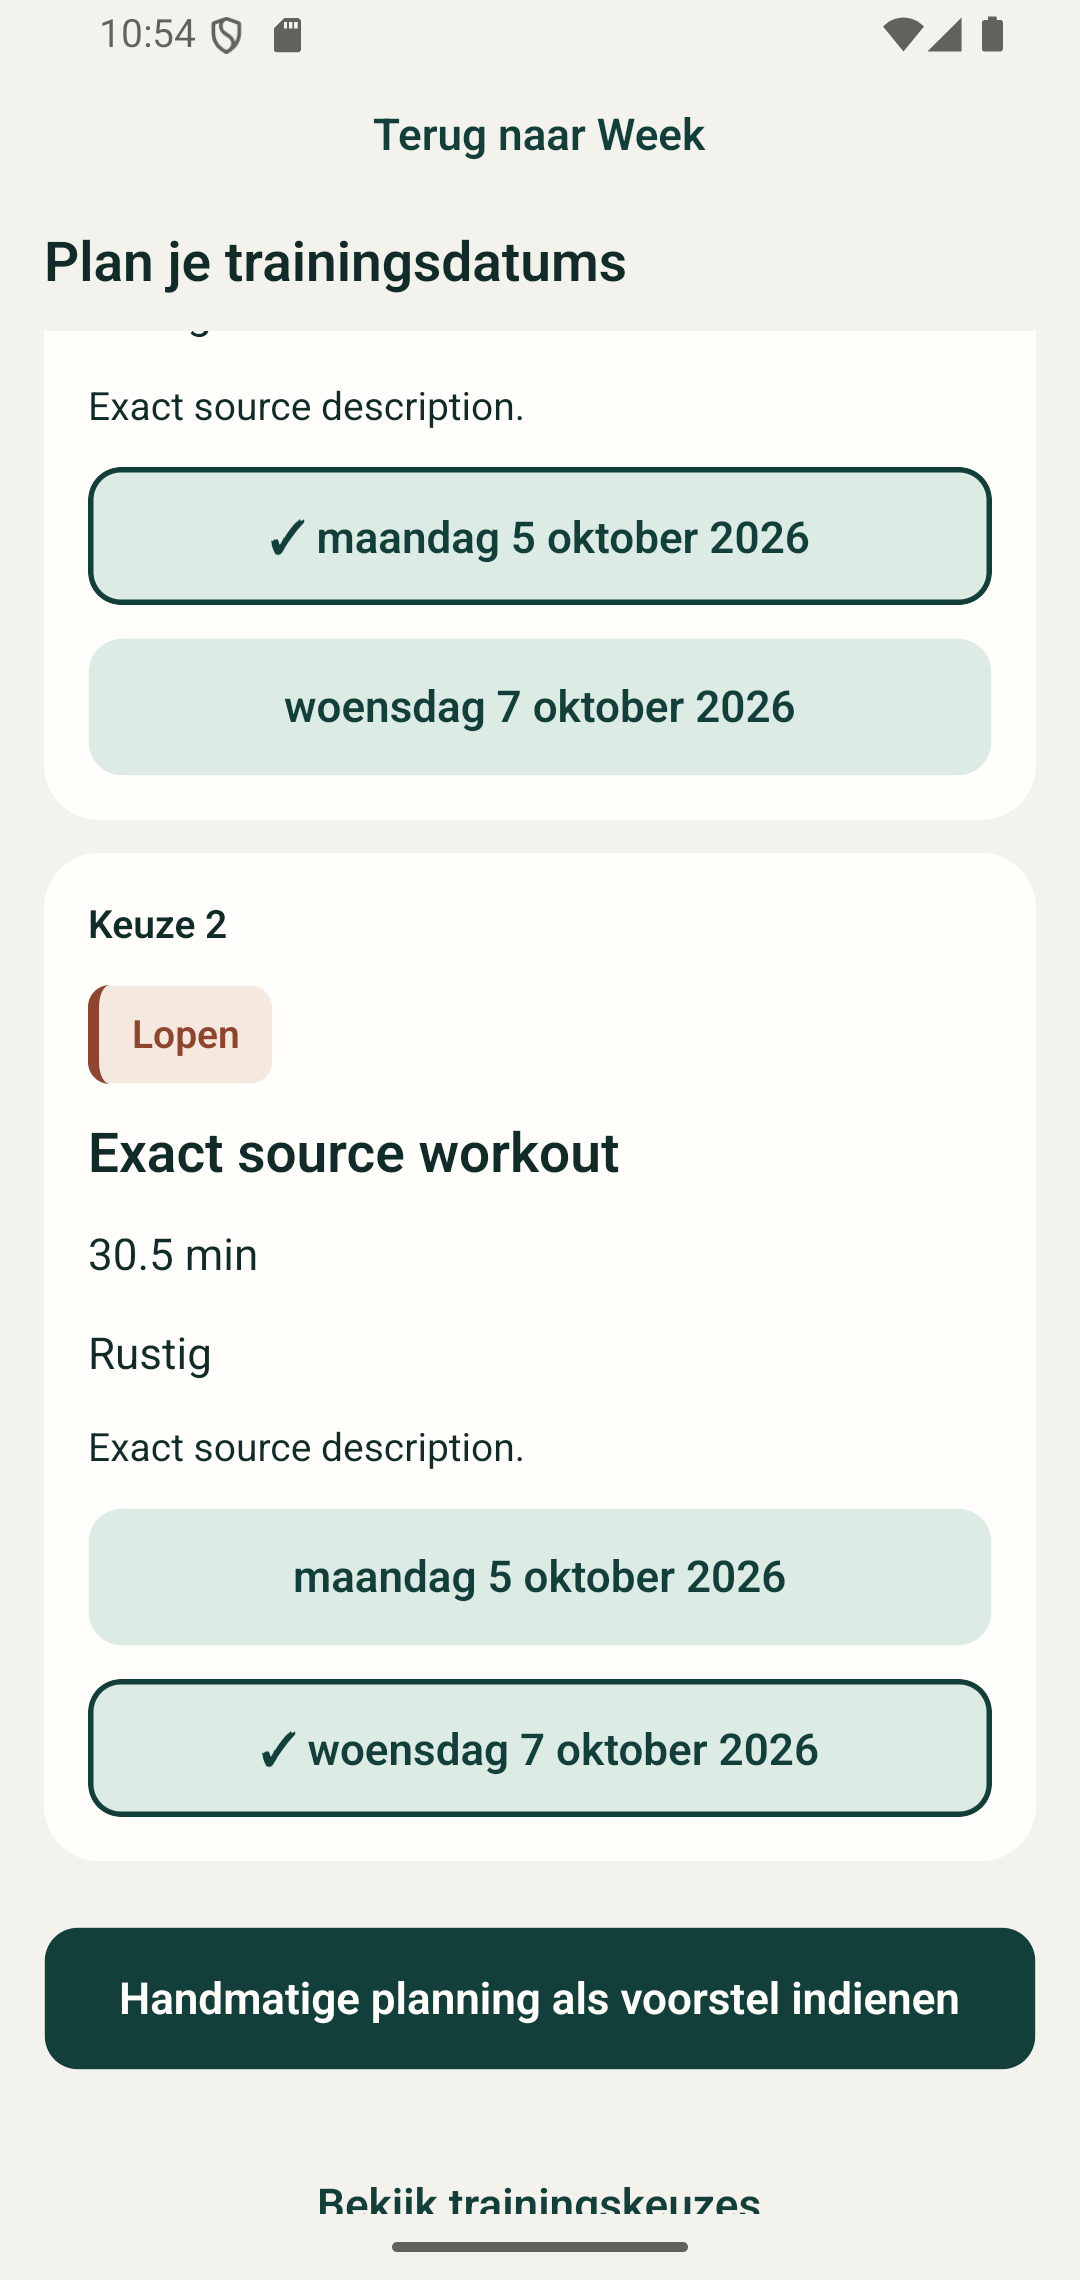 10:54
Terug naar Week
Plan je trainingsdatums
Exact source description.
✓ maandag 5 oktober 2026
woensdag 7 oktober 2026
Keuze 2
Lopen
Exact source workout
30.5 min
Rustig
Exact source description.
maandag 5 oktober 2026
✓ woensdag 7 oktober 2026
Handmatige planning als voorstel indienen
Bekijk trainingskeuzes